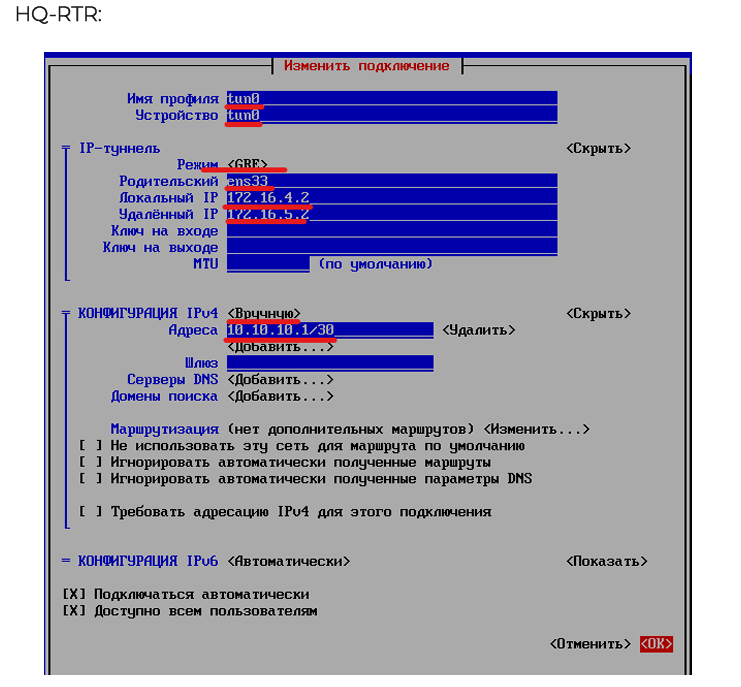 HQ-RTR:
Изменить подключение
Имя профиля tun0
Устройство tun0
IP-туннель <Скрыть>
Режим <GRE>
Родительский ens33
Локальный IP 172.16.4.2
Удалённый IP 172.16.5.2
Ключ на входе
Ключ на выходе
MTU (по умолчанию)
КОНФИГУРАЦИЯ IPv4 <Вручную> <Скрыть>
Адреса 10.10.10.1/30 <Удалить>
<Добавить...>
Шлюз
Серверы DNS <Добавить...>
Домены поиска <Добавить...>
Маршрутизация (нет дополнительных маршрутов) <Изменить...>
[ ] Не использовать эту сеть для маршрута по умолчанию
[ ] Игнорировать автоматически полученные маршруты
[ ] Игнорировать автоматически полученные параметры DNS
[ ] Требовать адресацию IPv4 для этого подключения
= КОНФИГУРАЦИЯ IPv6 <Автоматически> <Показать>
[X] Подключаться автоматически
[X] Доступно всем пользователям
<Отменить> <OK>